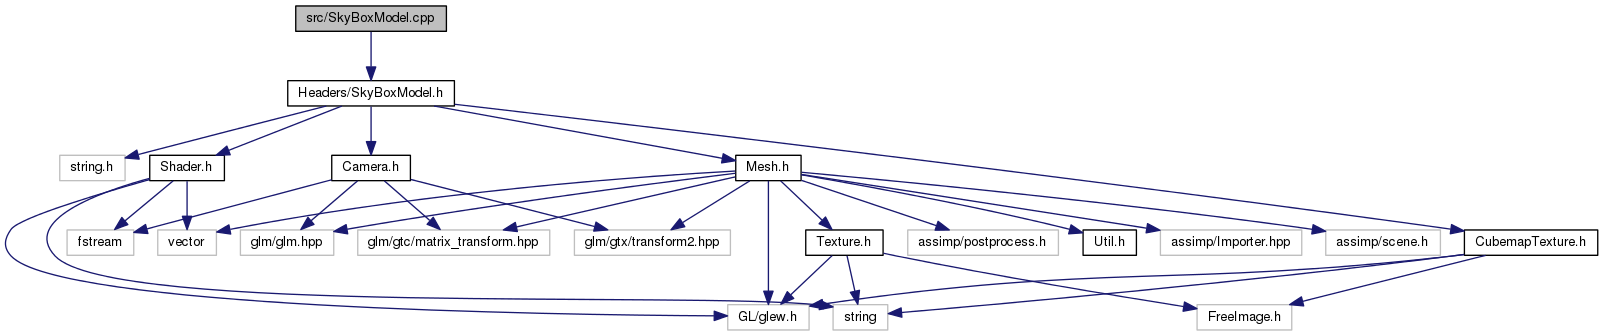 src/SkyBoxModel.cpp
Headers/SkyBoxModel.h
string.h
Shader.h
Camera.h
Mesh.h
fstream
vector
glm/glm.hpp
glm/gtc/matrix_transform.hpp
glm/gtx/transform2.hpp
Texture.h
assimp/postprocess.h
Util.h
assimp/Importer.hpp
assimp/scene.h
CubemapTexture.h
GL/glew.h
string
FreeImage.h